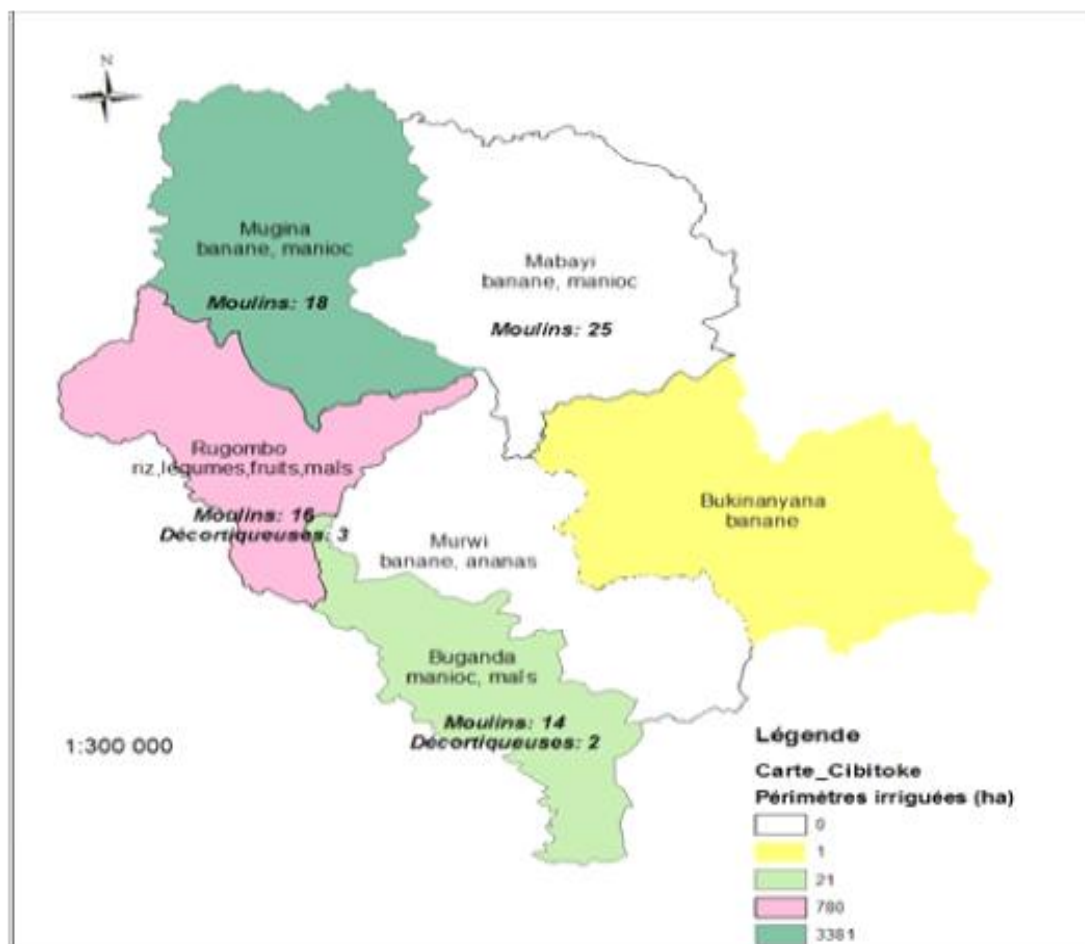 N
Mugina
banane, manioc
Moulins: 18
Mabayi
banane, manioc
Moulins: 25
Rugombo
riz,légumes,fruits,maîs
Moulins: 16
Décortiqueuses: 3
Bukinanyana
banane
Murwi
banane, ananas
Buganda
manioc, maîs
Moulins: 14
Décortiqueuses: 2
1:300 000
Légende
Carte_Cibitoke
Périmètres irriguées (ha)
0
1
21
780
3381